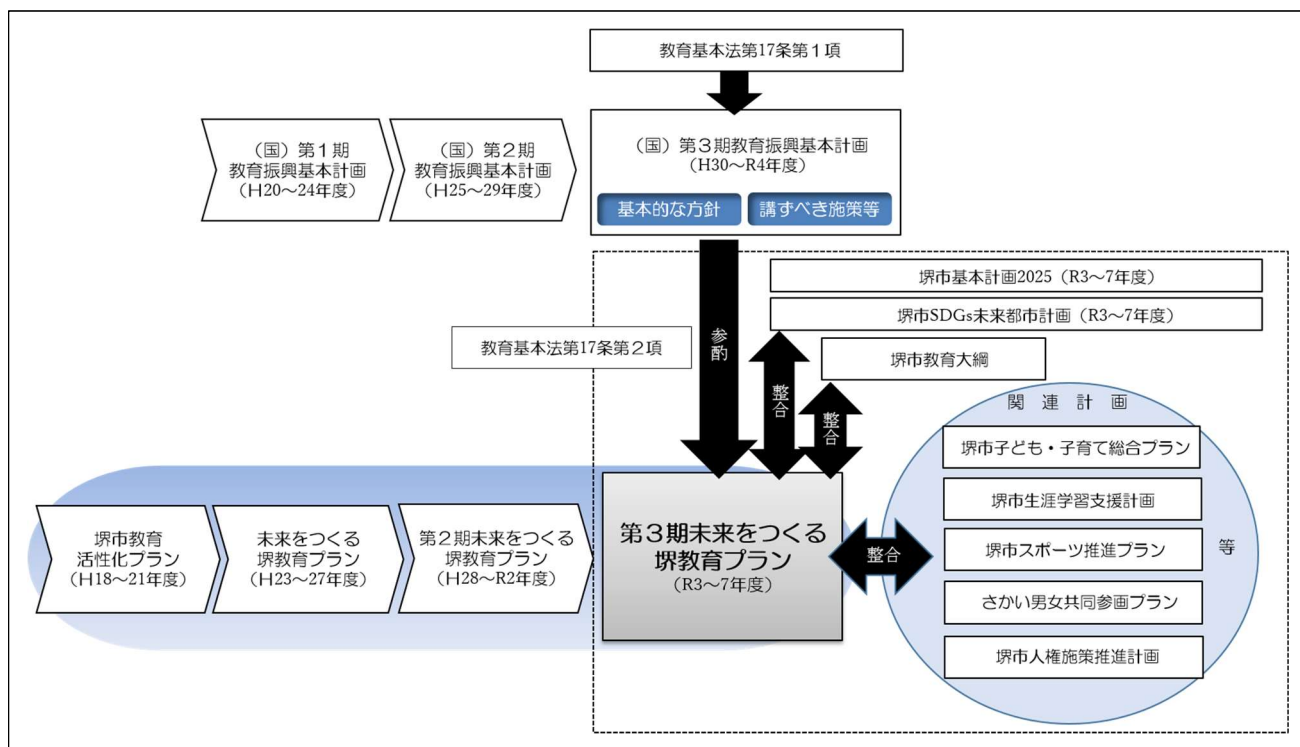 教育基本法第17条第１項
（国）第１期
教育振興基本計画
（H20～24年度）
（国）第２期
教育振興基本計画
（H25～29年度）
（国）第３期教育振興基本計画
（H30～R4年度）
基本的な方針
講ずべき施策等
堺市基本計画2025（R3～7年度）
堺市SDGs未来都市計画（R3～7年度）
教育基本法第17条第２項
参酌
堺市教育大綱
整合
整合
関連計画
堺市子ども・子育て総合プラン
堺市生涯学習支援計画
堺市スポーツ推進プラン
さかい男女共同参画プラン
堺市人権施策推進計画
等
堺市教育
活性化プラン
（H18～21年度）
未来をつくる
堺教育プラン
（H23～27年度）
第２期未来をつくる
堺教育プラン
（H28～R2年度）
第３期未来をつくる
堺教育プラン
（R3～7年度）
整合